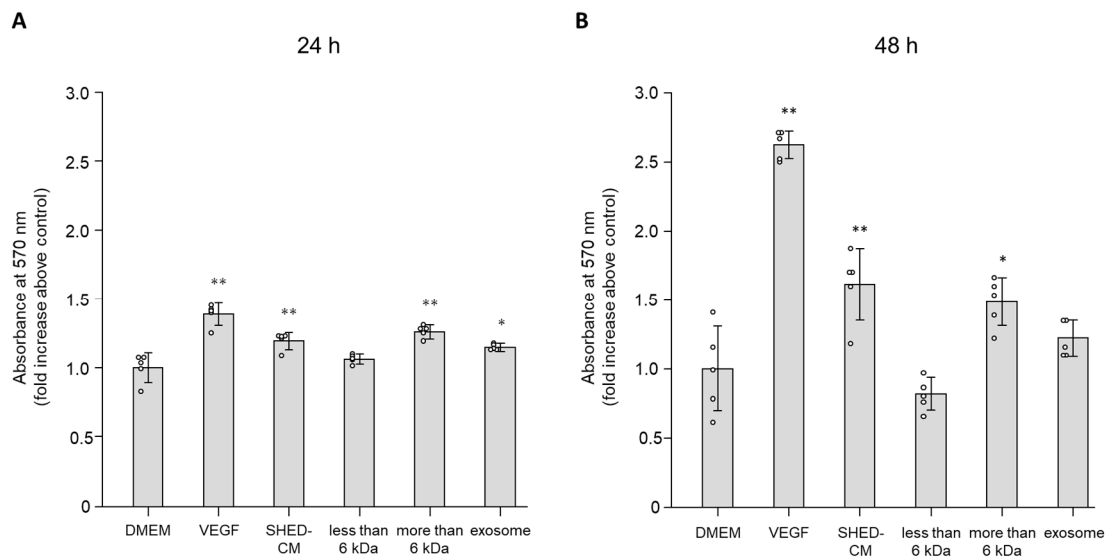 A
24 h
Absorbance at 570 nm
(fold increase above control)
3.0
2.5
2.0
1.5
1.0
0.5
0
**
**
**
*
DMEM
VEGF
SHED-
CM
less than
6 kDa
more than
6 kDa
exosome
B
48 h
Absorbance at 570 nm
(fold increase above control)
3.0
2.5
2.0
1.5
1.0
0.5
0
**
**
*
DMEM
VEGF
SHED-
CM
less than
6 kDa
more than
6 kDa
exosome